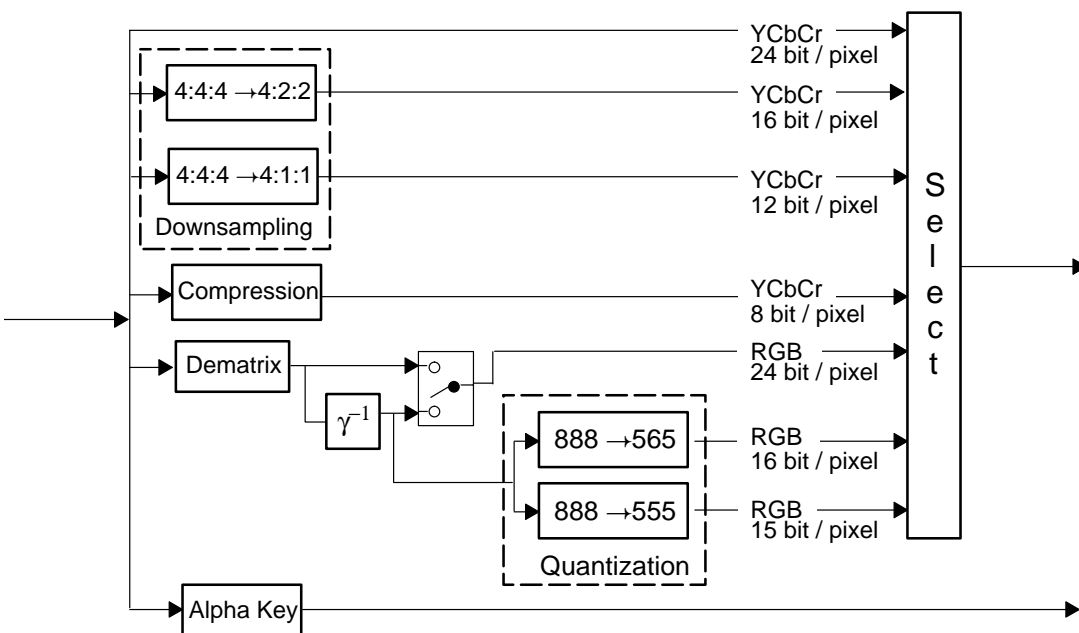 YCbCr
24 bit / pixel
4:4:4 →4:2:2
YCbCr
16 bit / pixel
4:4:4 →4:1:1
YCbCr
12 bit / pixel
Downsampling
Select
Compression
YCbCr
8 bit / pixel
Dematrix
RGB
24 bit / pixel
γ⁻¹
888 →565
RGB
16 bit / pixel
888 →555
RGB
15 bit / pixel
Quantization
Alpha Key